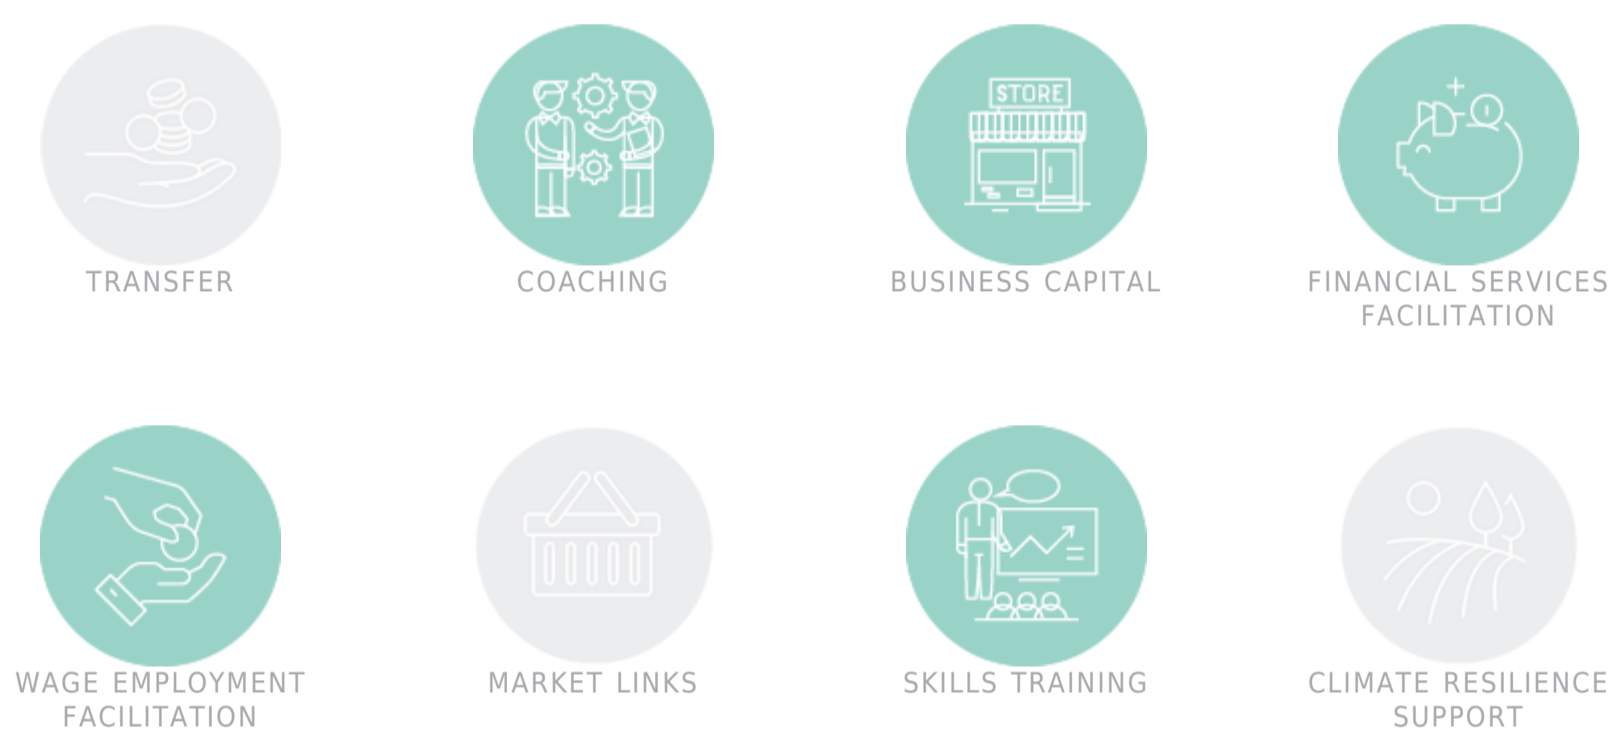 STORE
TRANSFER
COACHING
BUSINESS CAPITAL
FINANCIAL SERVICES
FACILITATION
WAGE EMPLOYMENT
FACILITATION
MARKET LINKS
SKILLS TRAINING
CLIMATE RESILIENCE
SUPPORT